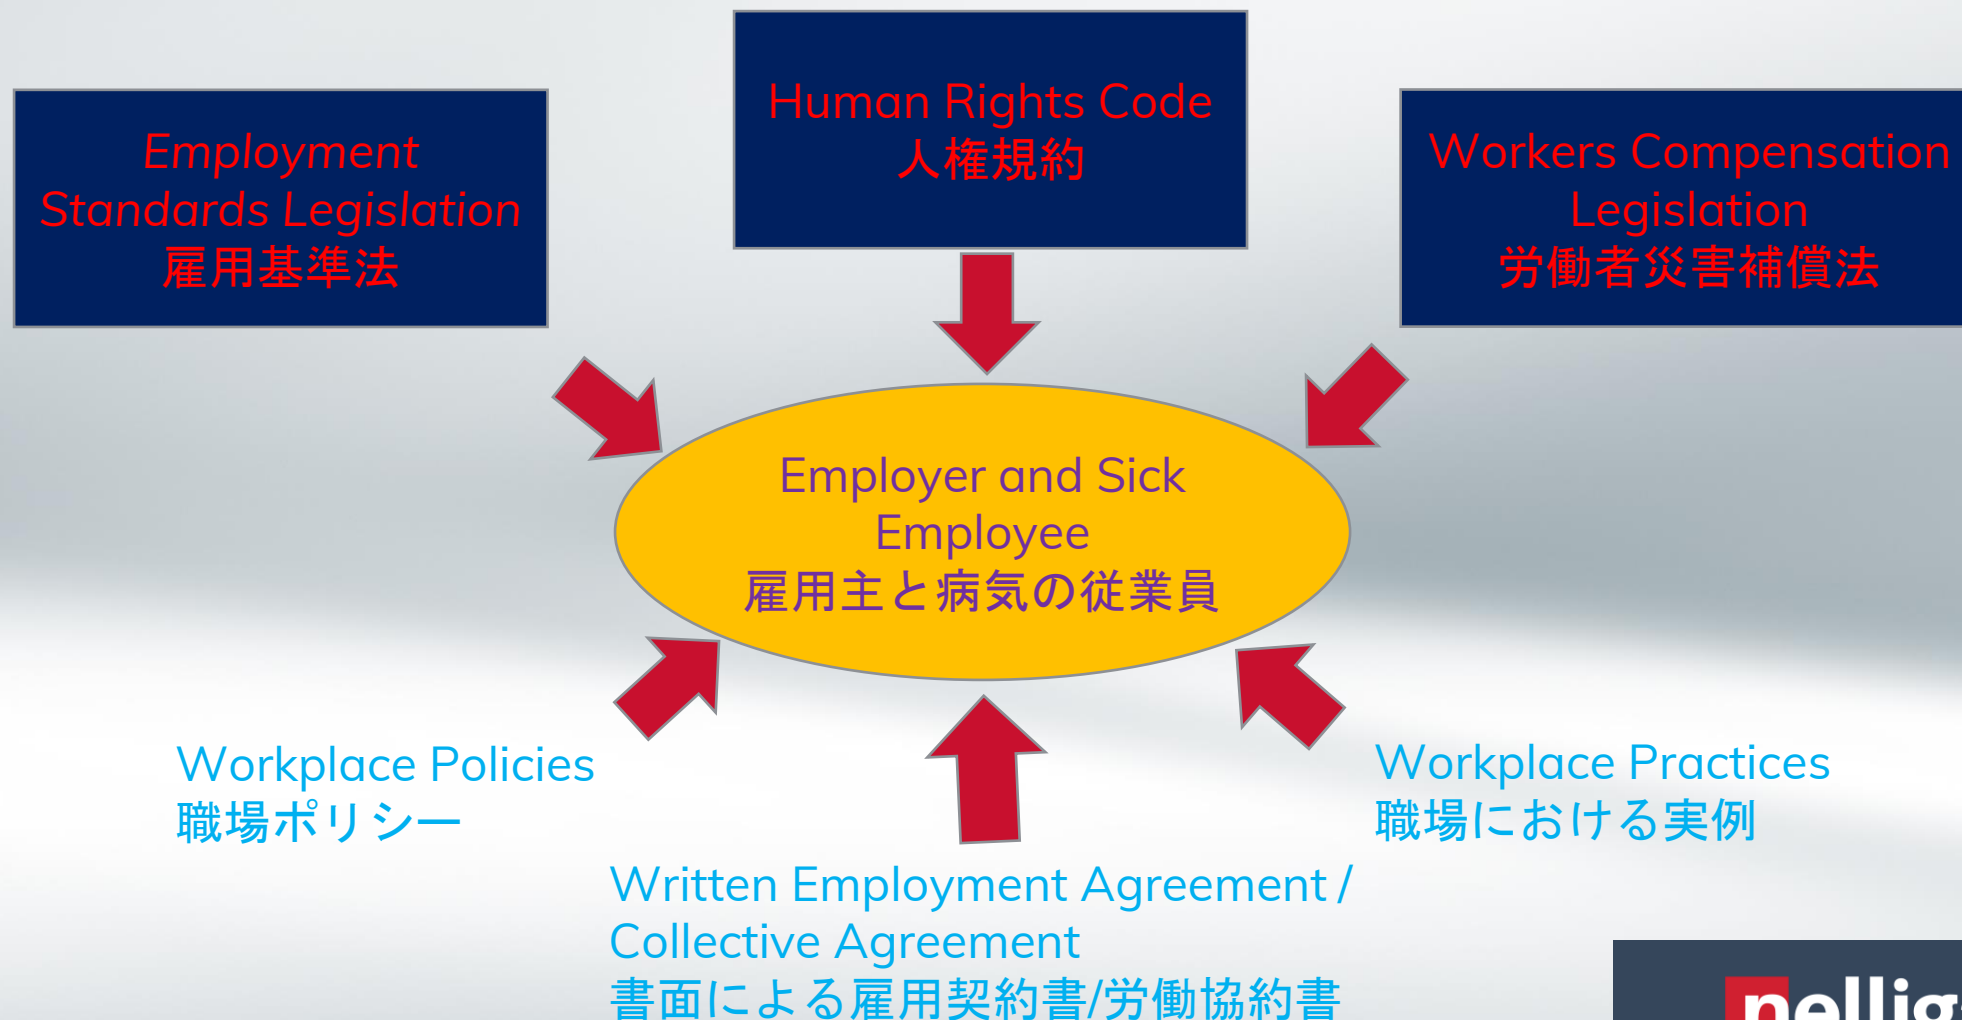 Human Rights Code
人権規約
Employment
Standards Legislation
雇用基準法
Workers Compensation
Legislation
労働者災害補償法
Employer and Sick
Employee
雇用主と病気の従業員
Workplace Policies
職場ポリシー
Workplace Practices
職場における実例
Written Employment Agreement /
Collective Agreement
書面による雇用契約書/労働協約書